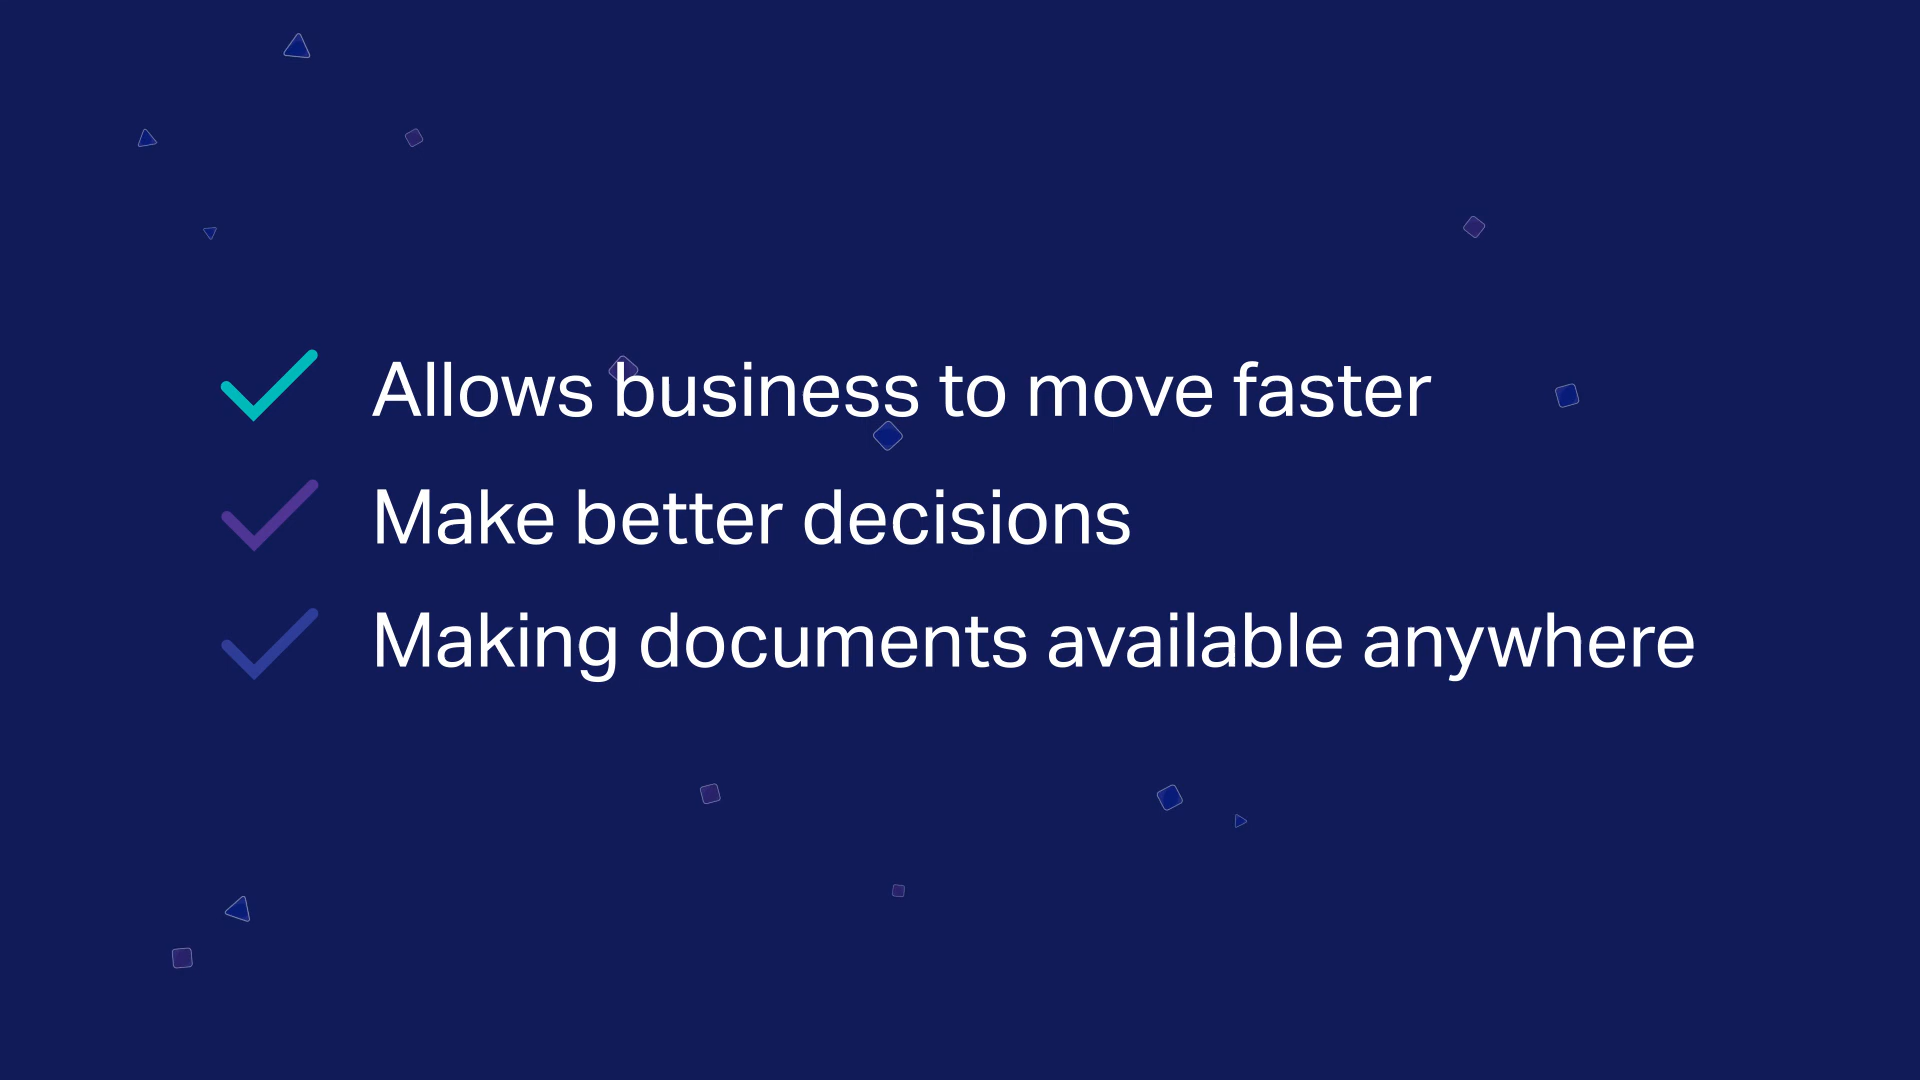 Allows business to move faster
Make better decisions
Making documents available anywhere